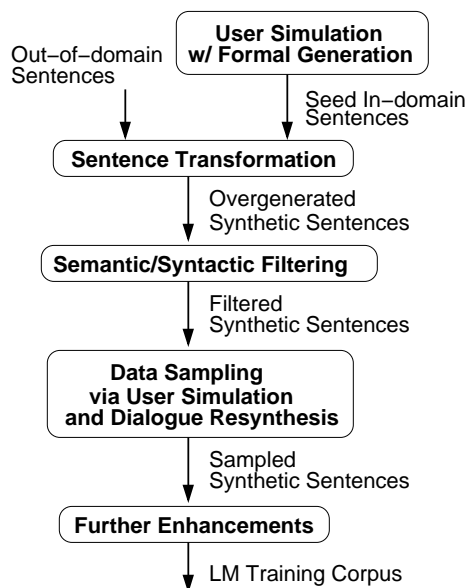 User Simulation
w/ Formal Generation
Out−of−domain
Sentences
Seed In−domain
Sentences
Sentence Transformation
Overgenerated
Synthetic Sentences
Semantic/Syntactic Filtering
Filtered
Synthetic Sentences
Data Sampling
via User Simulation
and Dialogue Resynthesis
Sampled
Synthetic Sentences
Further Enhancements
LM Training Corpus